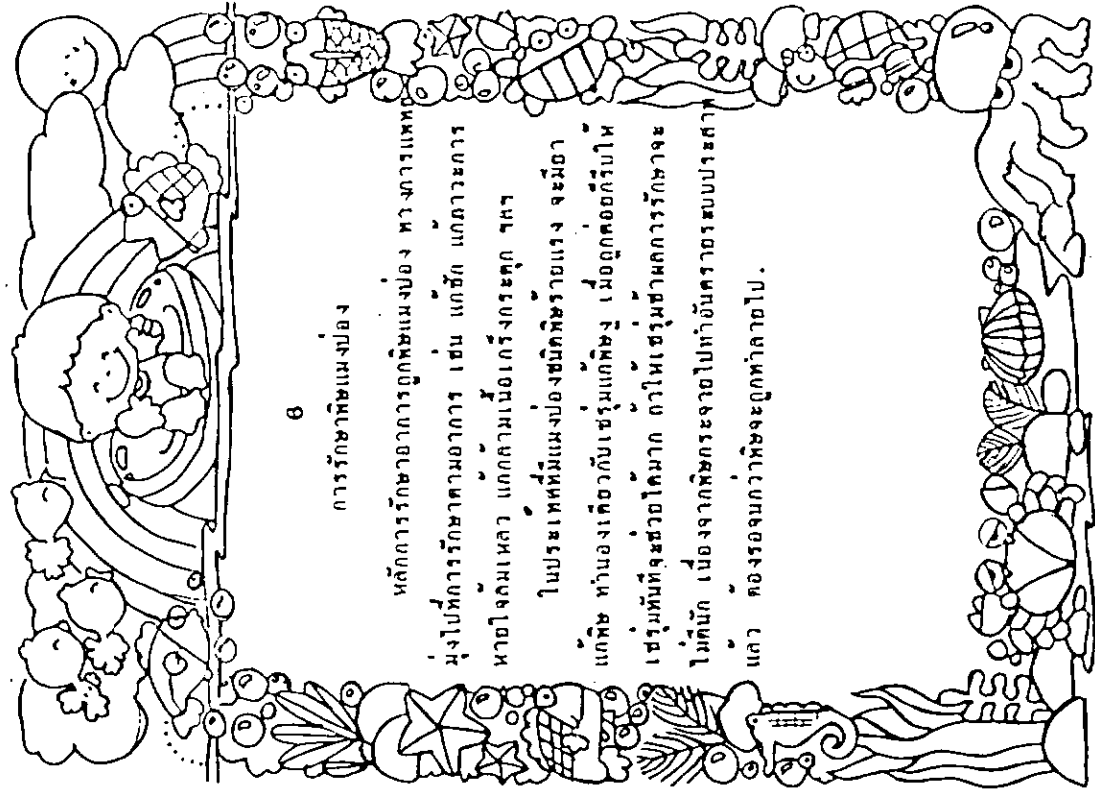 6
การรักษาพิษแมงป่อง
หลักการรักษาอาการถูกพิษแมงป่อง
มุ่งไปที่การรักษาตามอาการ เช่น แก้ชัก แก้ภาวะการ
หายใจล้มเหลว แก้กล้ามเนื้อเกร็งกระตุก ฯลฯ
ในประเทศที่มีแมงป่องชนิดพิษร้ายแรง จะมียา
แก้พิษ ทำนองเดียวกับเซรุ่มแก้พิษงู เมื่อถูกต่อยก็รีบให้
เซรุ่มทันทีจะช่วยได้มาก ถ้าให้เซรุ่มช้าผลการรักษาจะ
ไม่ดีนัก เนื่องจากพิษกระจายไปทำอันตรายระบบประสาท
แล้ว ต้องรอจนกว่าพิษจะถูกทำลายไป.